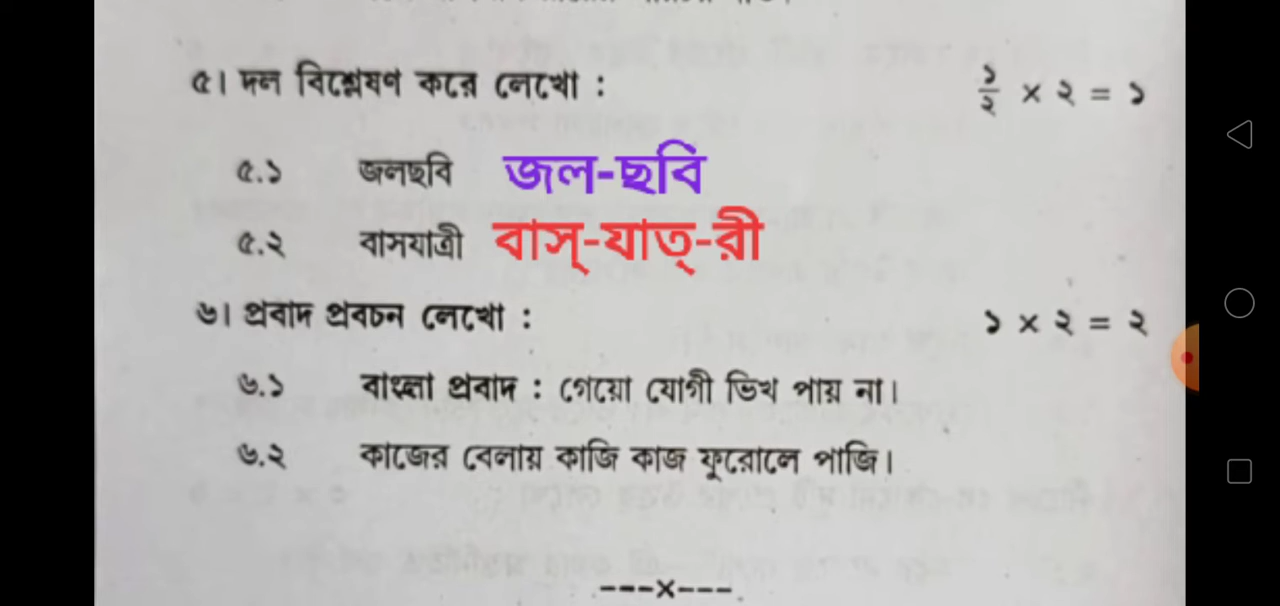 ৫। দল বিশ্লেষণ করে লেখো : ১/২ × ২ = ১
৫.১ জলছবি জল-ছবি
৫.২ বাসযাত্রী বাস্-যাত্-রী
৬। প্রবাদ প্রবচন লেখো : ১ × ২ = ২
৬.১ বাংলা প্রবাদ : গেয়ো যোগী ভিখ পায় না।
৬.২ কাজের বেলায় কাজি কাজ ফুরোলে পাজি।
---×---